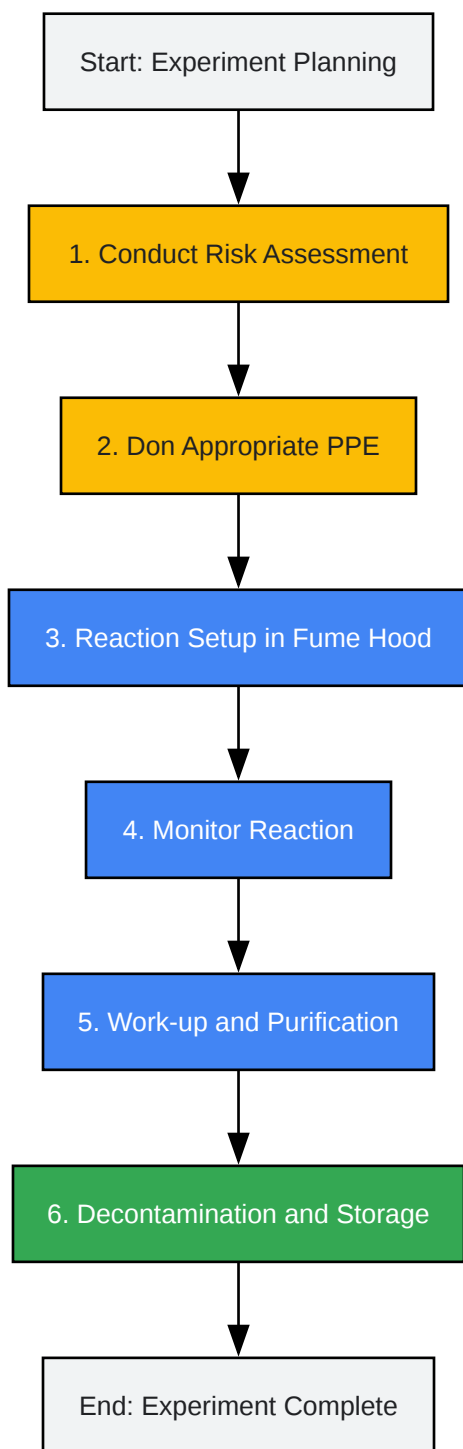 Start: Experiment Planning
1. Conduct Risk Assessment
2. Don Appropriate PPE
3. Reaction Setup in Fume Hood
4. Monitor Reaction
5. Work-up and Purification
6. Decontamination and Storage
End: Experiment Complete